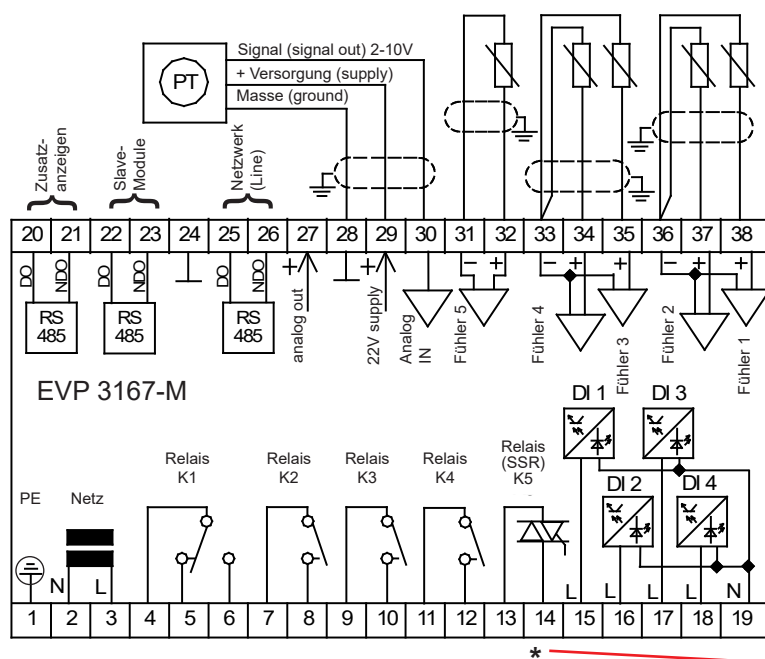 Signal (signal out) 2-10V
+ Versorgung (supply)
Masse (ground)
PT
Zusatz-
anzeigen
Slave-
Module
Netzwerk
(Line)
20 21 22 23 24 25 26 27 28 29 30 31 32 33 34 35 36 37 38
DO NDO DO NDO DO NDO + + − + − + + − + +
RS
485
RS
485
RS
485
analog out
22V supply
Analog
IN
Fühler 5
Fühler 4
Fühler 3
Fühler 2
Fühler 1
EVP 3167-M
DI 1
DI 3
DI 2
DI 4
PE
Netz
Relais
K1
Relais
K2
Relais
K3
Relais
K4
Relais
(SSR)
K5
N L L L L L N
1 2 3 4 5 6 7 8 9 10 11 12 13 14 15 16 17 18 19
*